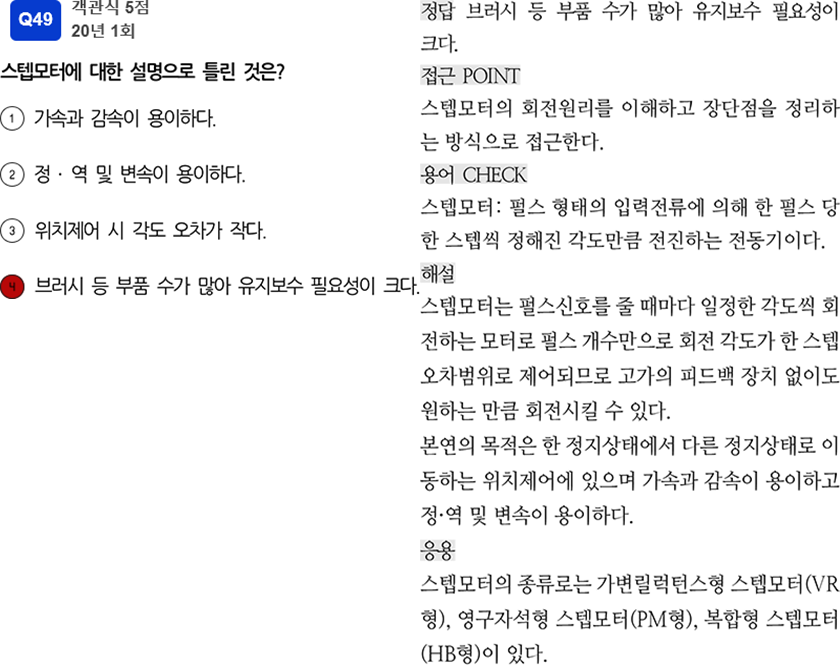 Q49
객관식 5점
20년 1회
스텝모터에 대한 설명으로 틀린 것은?
① 가속과 감속이 용이하다.
② 정 · 역 및 변속이 용이하다.
③ 위치제어 시 각도 오차가 작다.
④ 브러시 등 부품 수가 많아 유지보수 필요성이 크다.
정답 브러시 등 부품 수가 많아 유지보수 필요성이
크다.
접근 POINT
스텝모터의 회전원리를 이해하고 장단점을 정리하
는 방식으로 접근한다.
용어 CHECK
스텝모터: 펄스 형태의 입력전류에 의해 한 펄스 당
한 스텝씩 정해진 각도만큼 전진하는 전동기이다.
해설
스텝모터는 펄스신호를 줄 때마다 일정한 각도씩 회
전하는 모터로 펄스 개수만으로 회전 각도가 한 스텝
오차범위로 제어되므로 고가의 피드백 장치 없이도
원하는 만큼 회전시킬 수 있다.
본연의 목적은 한 정지상태에서 다른 정지상태로 이
동하는 위치제어에 있으며 가속과 감속이 용이하고
정·역 및 변속이 용이하다.
응용
스텝모터의 종류로는 가변릴럭턴스형 스텝모터(VR
형), 영구자석형 스텝모터(PM형), 복합형 스텝모터
(HB형)이 있다.